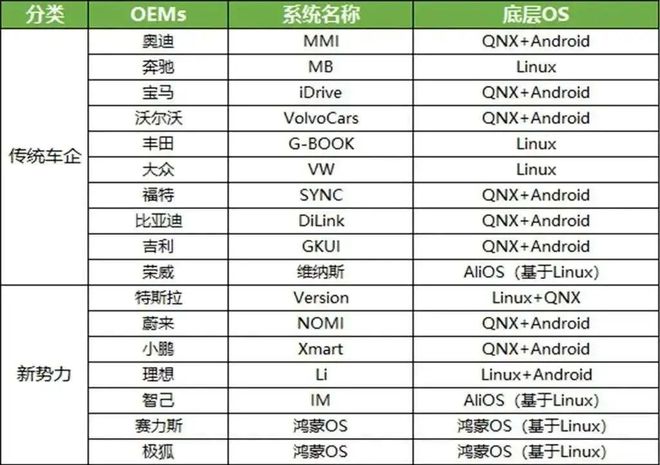 分类 OEMs 系统名称 底层OS
传统车企
奥迪 MMI QNX+Android
奔驰 MB Linux
宝马 iDrive QNX+Android
沃尔沃 VolvoCars QNX+Android
丰田 G-BOOK Linux
大众 VW Linux
福特 SYNC QNX+Android
比亚迪 DiLink QNX+Android
吉利 GKUI QNX+Android
荣威 维纳斯 AliOS（基于Linux）
新势力
特斯拉 Version Linux+QNX
蔚来 NOMI QNX+Android
小鹏 Xmart QNX+Android
理想 Li Linux+Android
智己 IM AliOS（基于Linux）
赛力斯 鸿蒙OS 鸿蒙OS（基于Linux）
极狐 鸿蒙OS 鸿蒙OS（基于Linux）